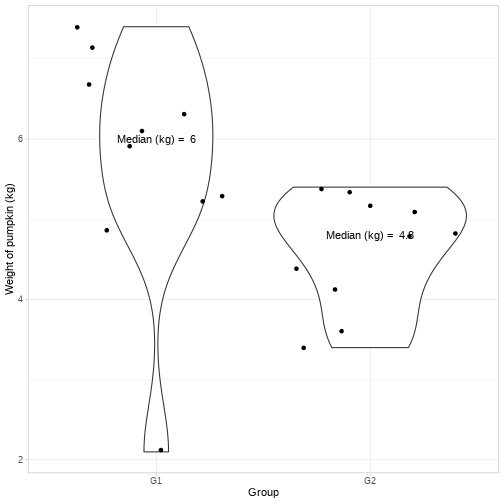 Weight of pumpkin (kg)
6
4
2
Median (kg) = 6
Median (kg) = 4.8
G1
G2
Group